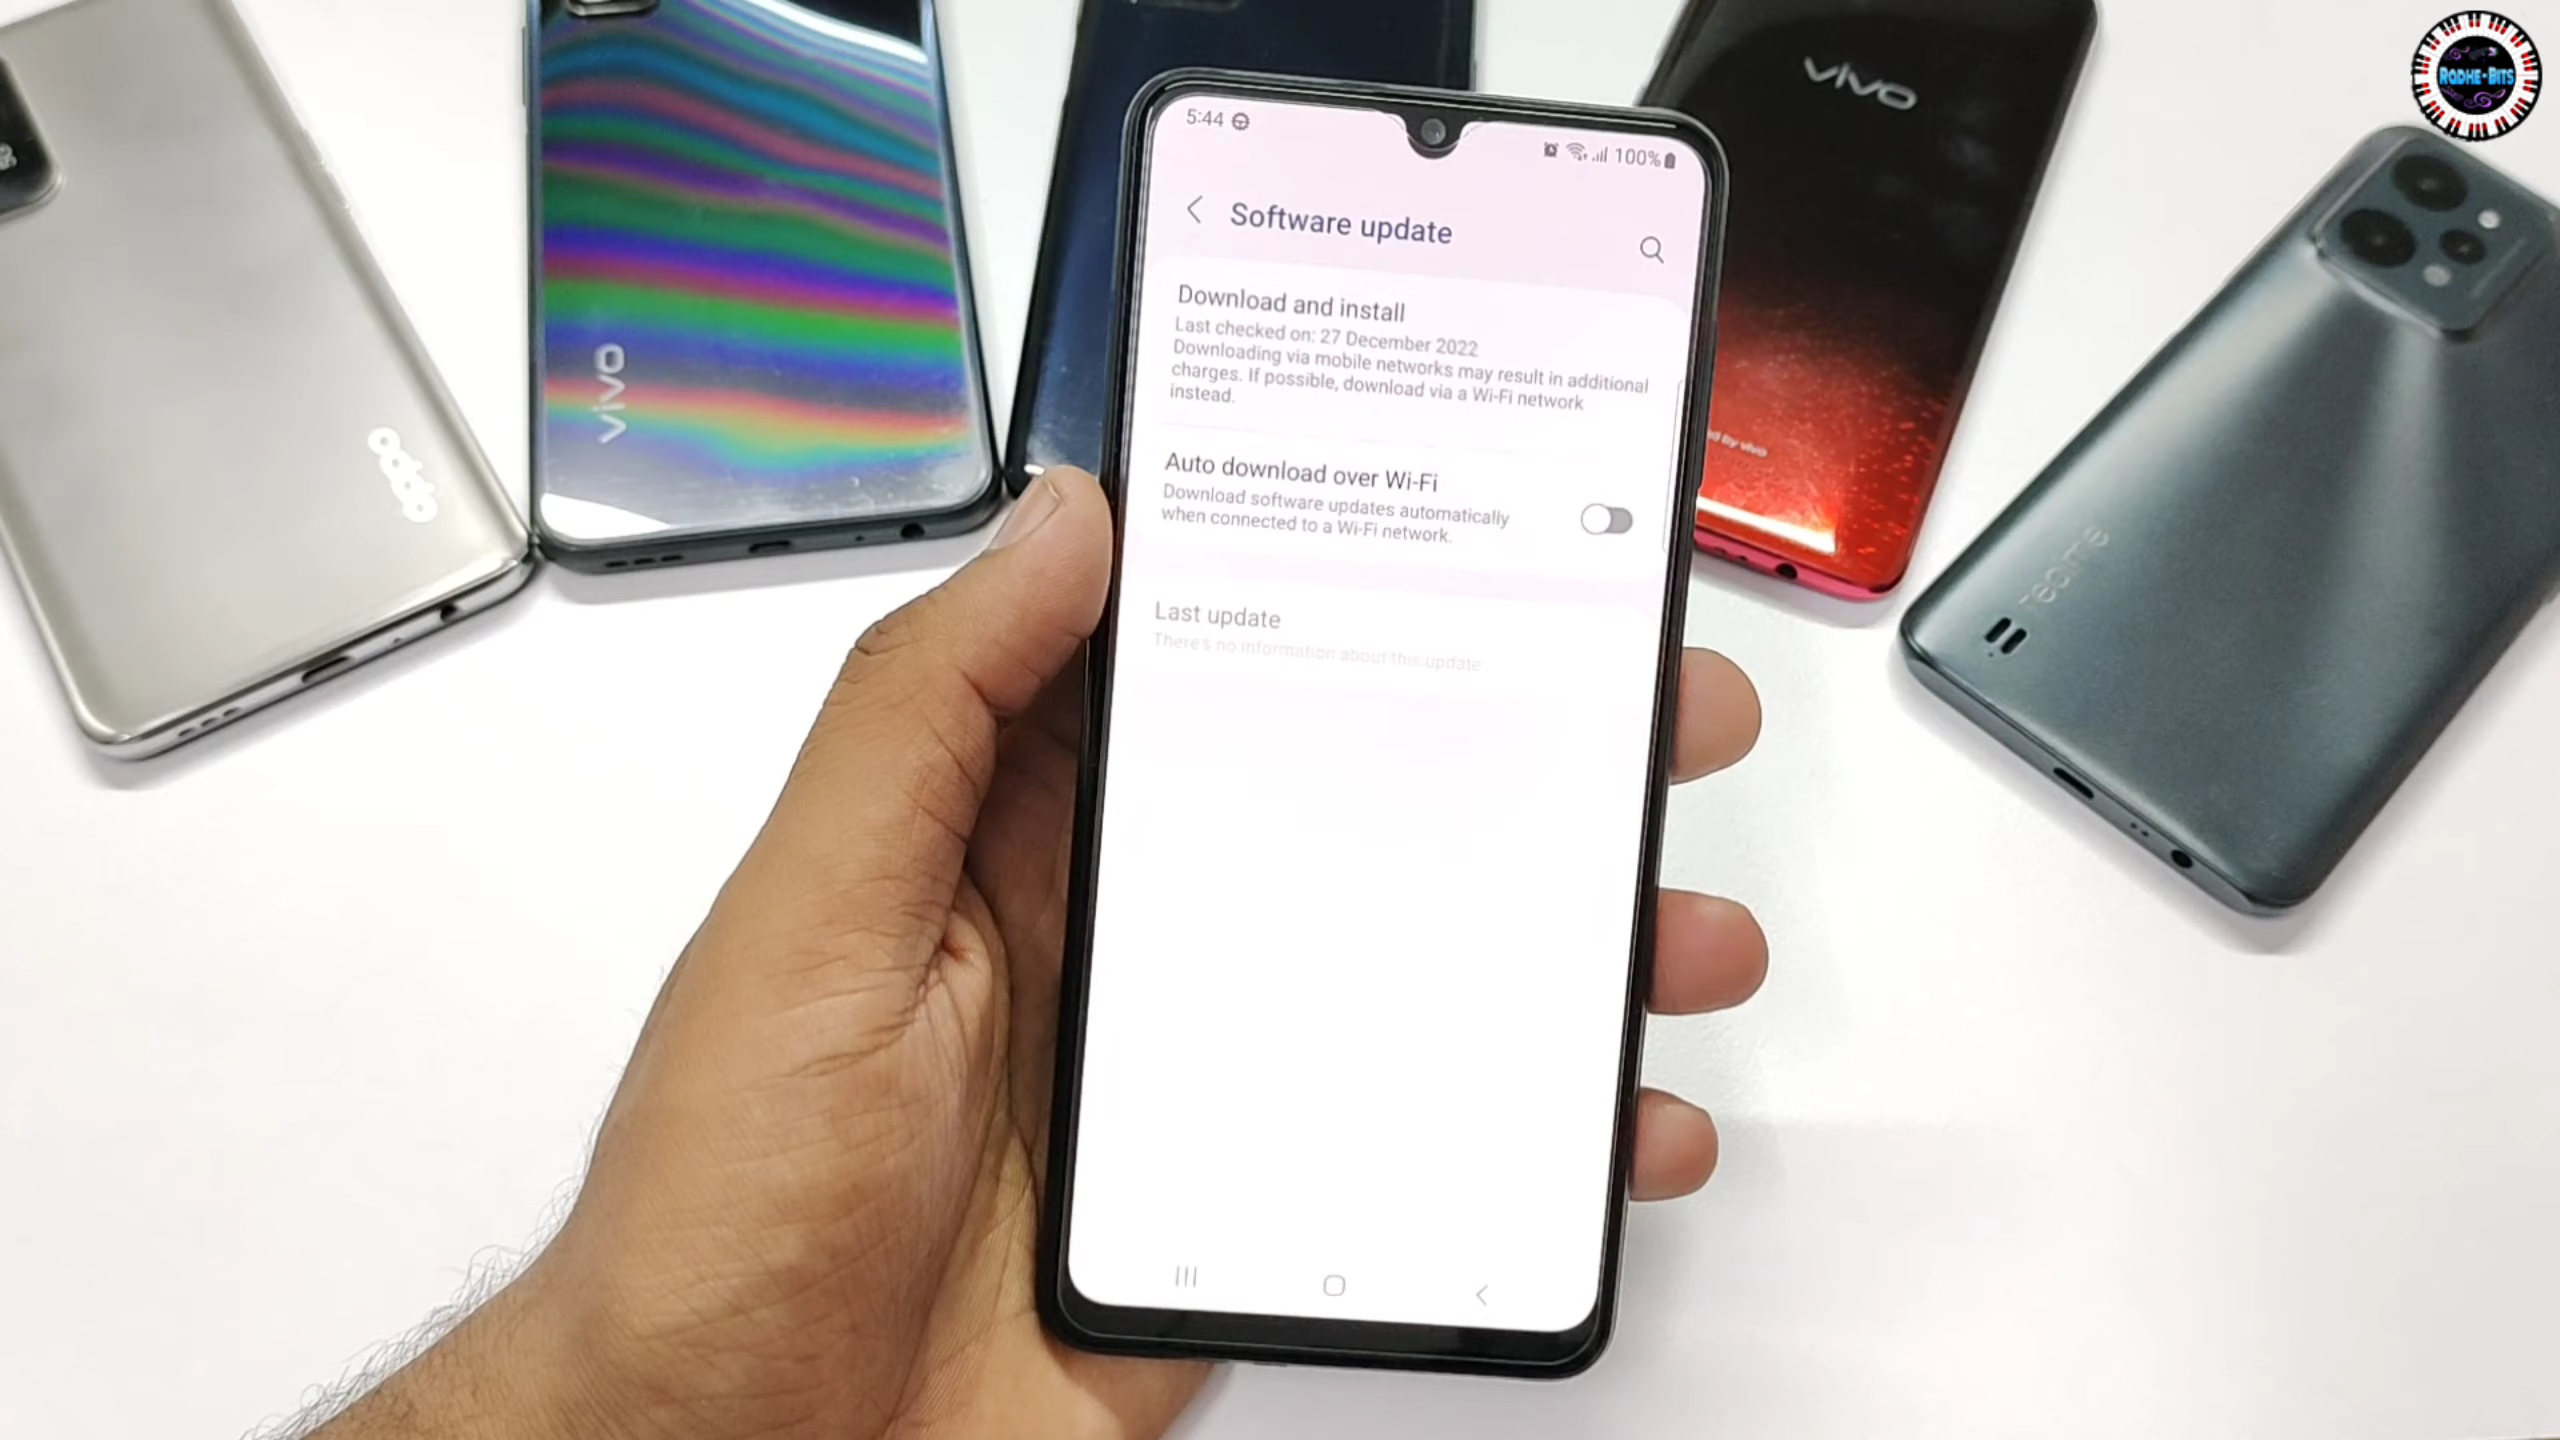 RODHE-BITS
vivo
vivo
5:44
100%
Software update
Download and install
Last checked on: 27 December 2022
Downloading via mobile networks may result in additional
charges. If possible, download via a Wi-Fi network
instead.
Auto download over Wi-Fi
Download software updates automatically
when connected to a Wi-Fi network.
Last update
There's no information about this update.
oppo
d by vivo
realme